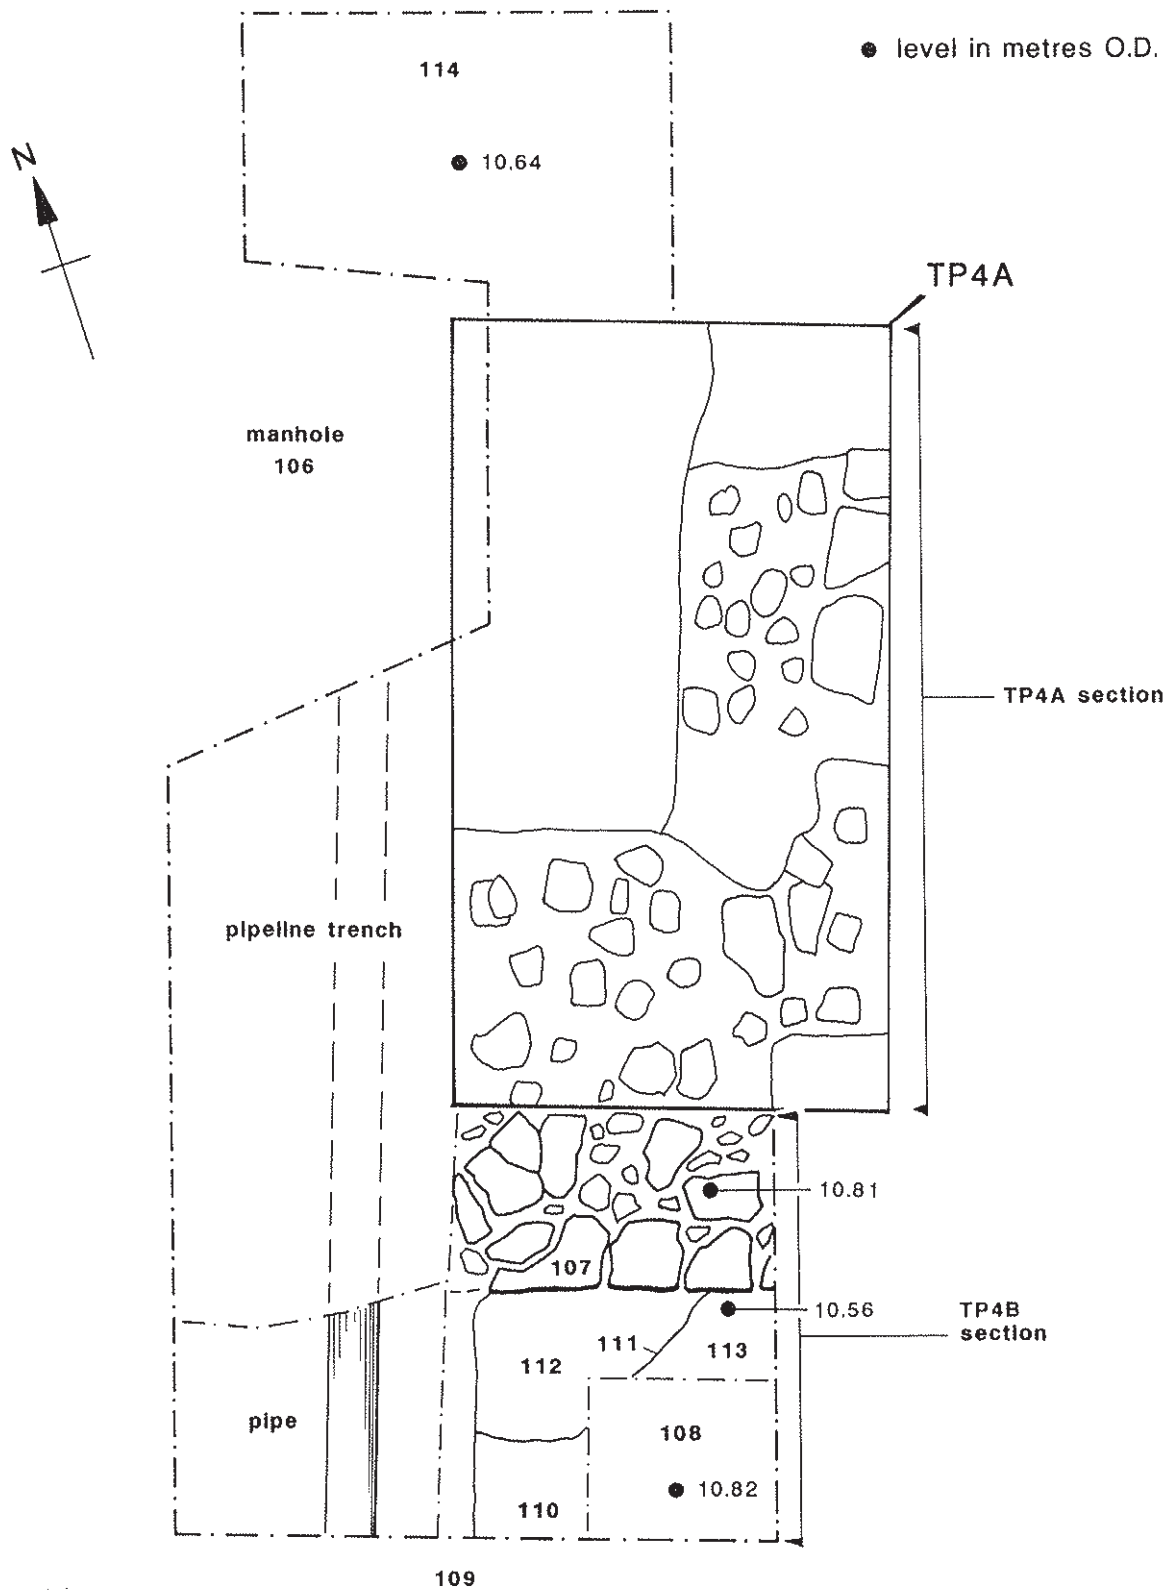 114
● level in metres O.D.
N
10.64
TP4A
manhole
106
TP4A section
pipeline trench
10.81
107
10.56
TP4B
section
111
113
112
pipe
108
10.82
110
109